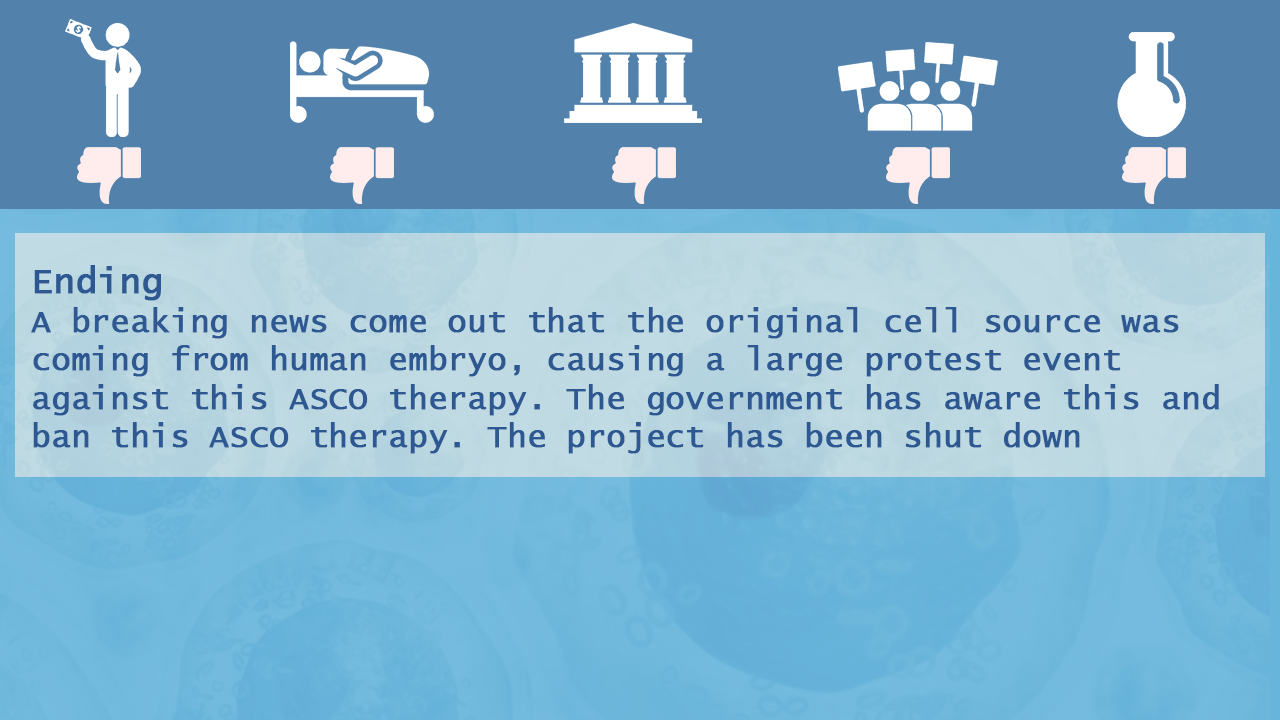 Ending
A breaking news come out that the original cell source was
coming from human embryo, causing a large protest event
against this ASCO therapy. The government has aware this and
ban this ASCO therapy. The project has been shut down